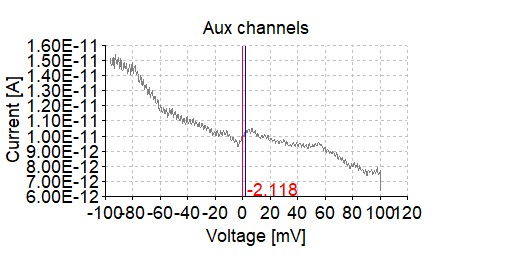 Aux channels
1.60E-11
1.50E-11
1.40E-11
1.30E-11
1.20E-11
1.10E-11
1.00E-11
9.00E-12
8.00E-12
7.00E-12
6.00E-12
Current [A]
-2.118
-100 -80 -60 -40 -20 0 20 40 60 80 100 120
Voltage [mV]